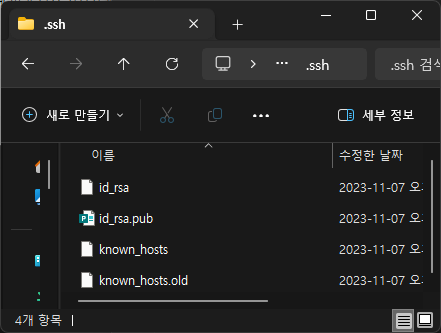 .ssh
.ssh
.ssh 검색
새로 만들기
세부 정보
이름
수정한 날짜
id_rsa
2023-11-07 오
id_rsa.pub
2023-11-07 오
known_hosts
2023-11-07 오
known_hosts.old
2023-11-07 오
4개 항목